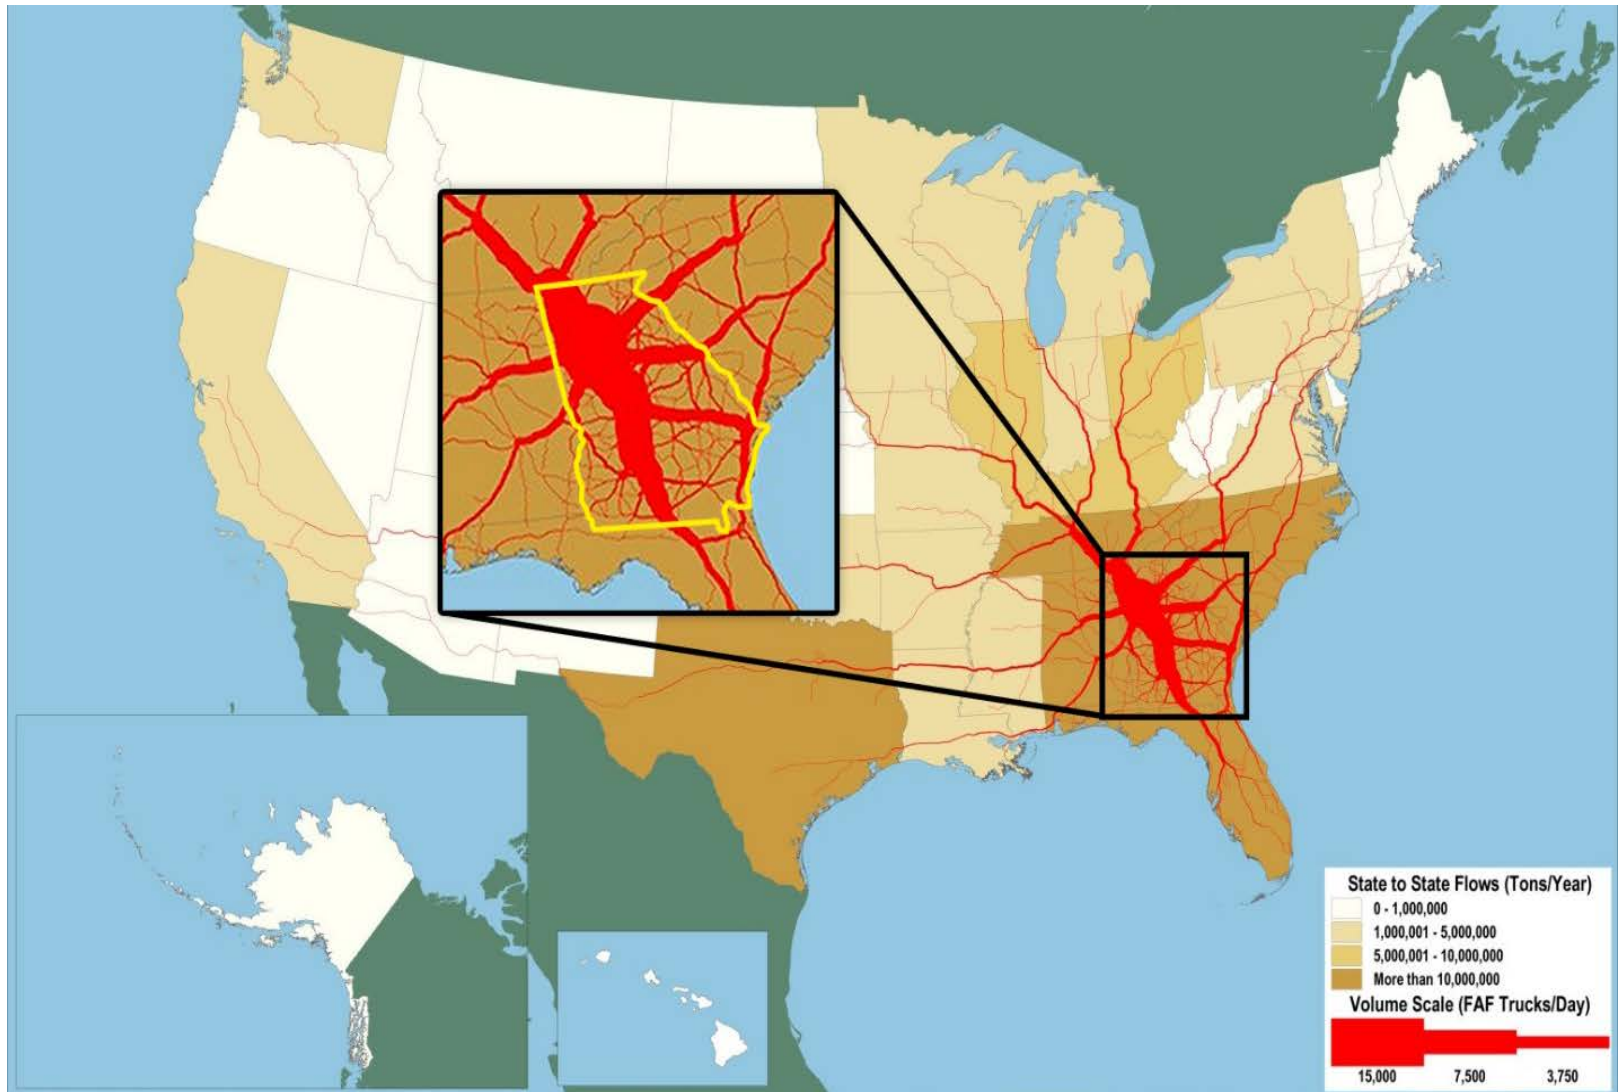 State to State Flows (Tons/Year)
0 - 1,000,000
1,000,001 - 5,000,000
5,000,001 - 10,000,000
More than 10,000,000
Volume Scale (FAF Trucks/Day)
15,000 7,500 3,750